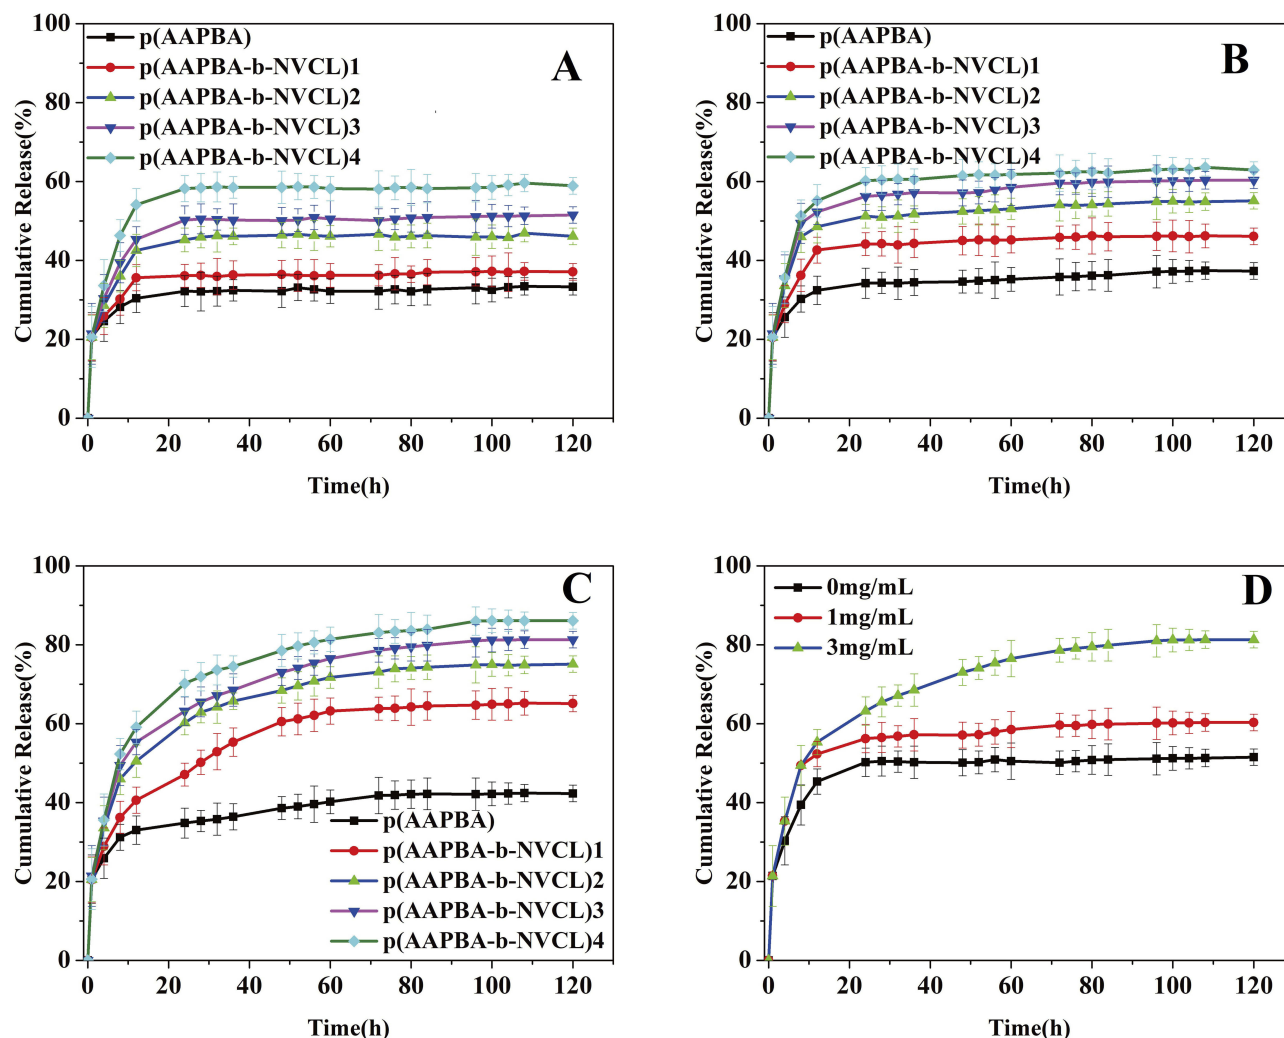 A
p(AAPBA)
p(AAPBA-b-NVCL)1
p(AAPBA-b-NVCL)2
p(AAPBA-b-NVCL)3
p(AAPBA-b-NVCL)4
Cumulative Release(%)
100
80
60
40
20
0
0 20 40 60 80 100 120
Time(h)
B
p(AAPBA)
p(AAPBA-b-NVCL)1
p(AAPBA-b-NVCL)2
p(AAPBA-b-NVCL)3
p(AAPBA-b-NVCL)4
Cumulative Release(%)
100
80
60
40
20
0
0 20 40 60 80 100 120
Time(h)
C
Cumulative Release(%)
100
80
60
40
20
0
p(AAPBA)
p(AAPBA-b-NVCL)1
p(AAPBA-b-NVCL)2
p(AAPBA-b-NVCL)3
p(AAPBA-b-NVCL)4
0 20 40 60 80 100 120
Time(h)
D
0mg/mL
1mg/mL
3mg/mL
Cumulative Release(%)
100
80
60
40
20
0
0 20 40 60 80 100 120
Time(h)